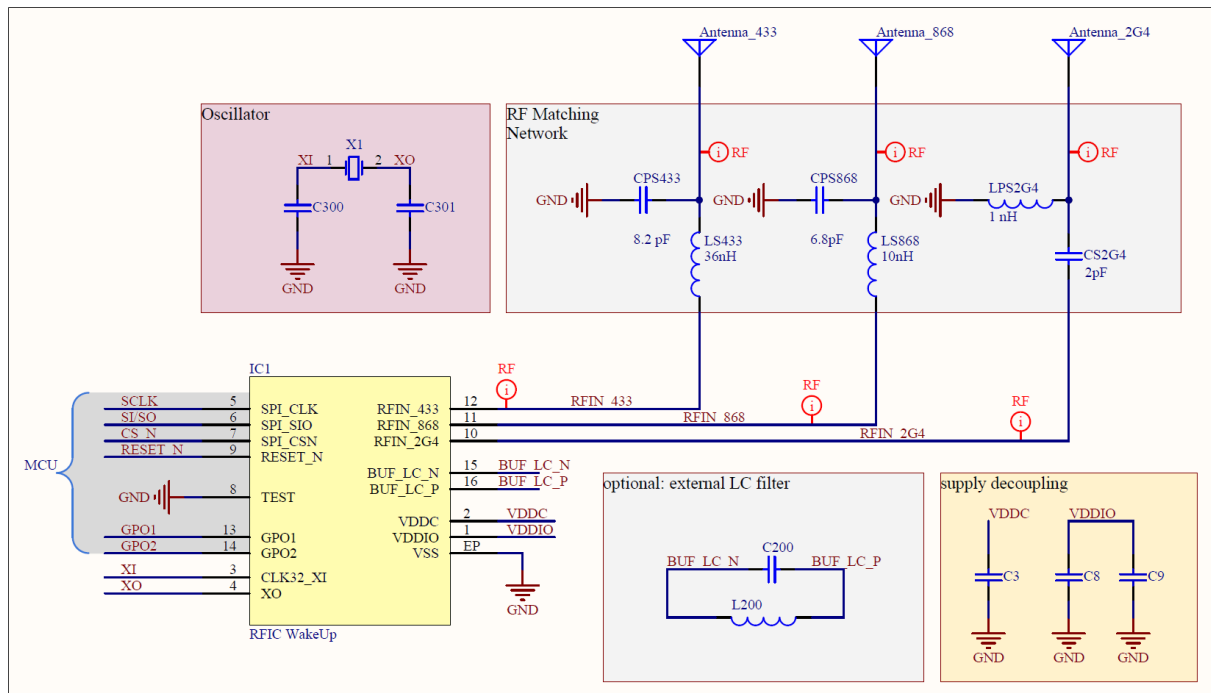 Antenna_433
Antenna_868
Antenna_2G4
Oscillator
X1
XI 1 2 XO
C300
C301
GND
GND
RF Matching
Network
i RF
i RF
i RF
CPS433
GND
8.2 pF
LS433
36nH
CPS868
GND
6.8pF
LS868
10nH
LPS2G4
GND
1 nH
CS2G4
2pF
IC1
MCU
SCLK 5 SPI_CLK
SI/SO 6 SPI_SIO
CS_N 7 SPI_CSN
RESET_N 9 RESET_N
GND 8 TEST
GPO1 13 GPO1
GPO2 14 GPO2
XI 3 CLK32_XI
XO 4 XO
RFIN_433 12 RFIN_433
RFIN_868 11 RFIN_868
RFIN_2G4 10 RFIN_2G4
BUF_LC_N 15 BUF_LC_N
BUF_LC_P 16 BUF_LC_P
VDDC 2 VDDC
VDDIO 1 VDDIO
VSS EP
GND
RFIC WakeUp
RF
i
RF
i
RF
i
optional: external LC filter
C200
BUF_LC_N BUF_LC_P
L200
supply decoupling
VDDC VDDIO
C3 C8 C9
GND GND GND